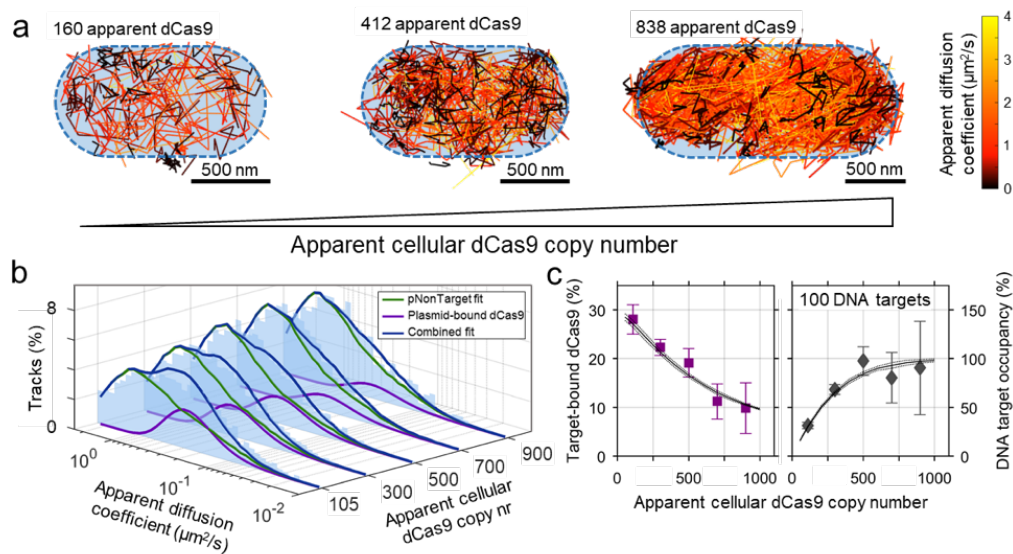 a
160 apparent dCas9
412 apparent dCas9
838 apparent dCas9
500 nm
500 nm
500 nm
Apparent diffusion
coefficient (µm²/s)
4
3
2
1
0
Apparent cellular dCas9 copy number
b
Tracks (%)
8
4
0
pNonTarget fit
Plasmid-bound dCas9
Combined fit
10⁰
10⁻¹
10⁻²
Apparent diffusion
coefficient (µm²/s)
105
300
500
700
900
Apparent cellular
dCas9 copy nr
c
Target-bound dCas9 (%)
30
20
10
0
0 500 1000
100 DNA targets
0 500 1000
150
100
50
0
DNA target occupancy (%)
Apparent cellular dCas9 copy number